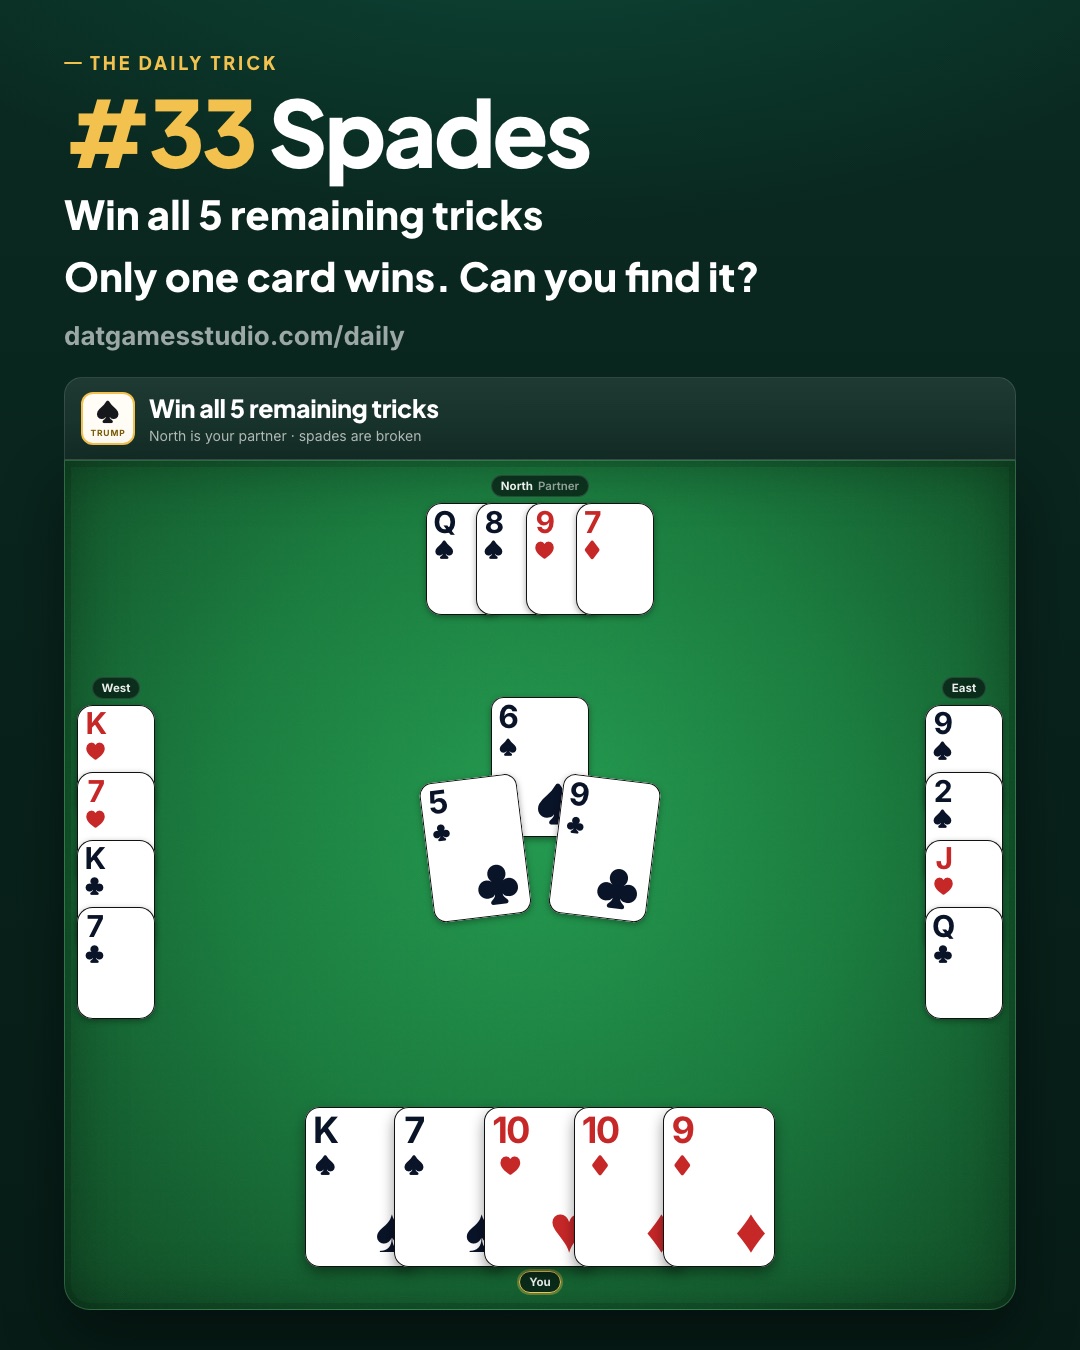 — THE DAILY TRICK
#33 Spades
Win all 5 remaining tricks
Only one card wins. Can you find it?
datgamesstudio.com/daily
TRUMP
Win all 5 remaining tricks
North is your partner · spades are broken
North Partner
Q 8 9 7
West
East
K
7
K
7
6
5 9
9
2
J
Q
K 7 10 10 9
You